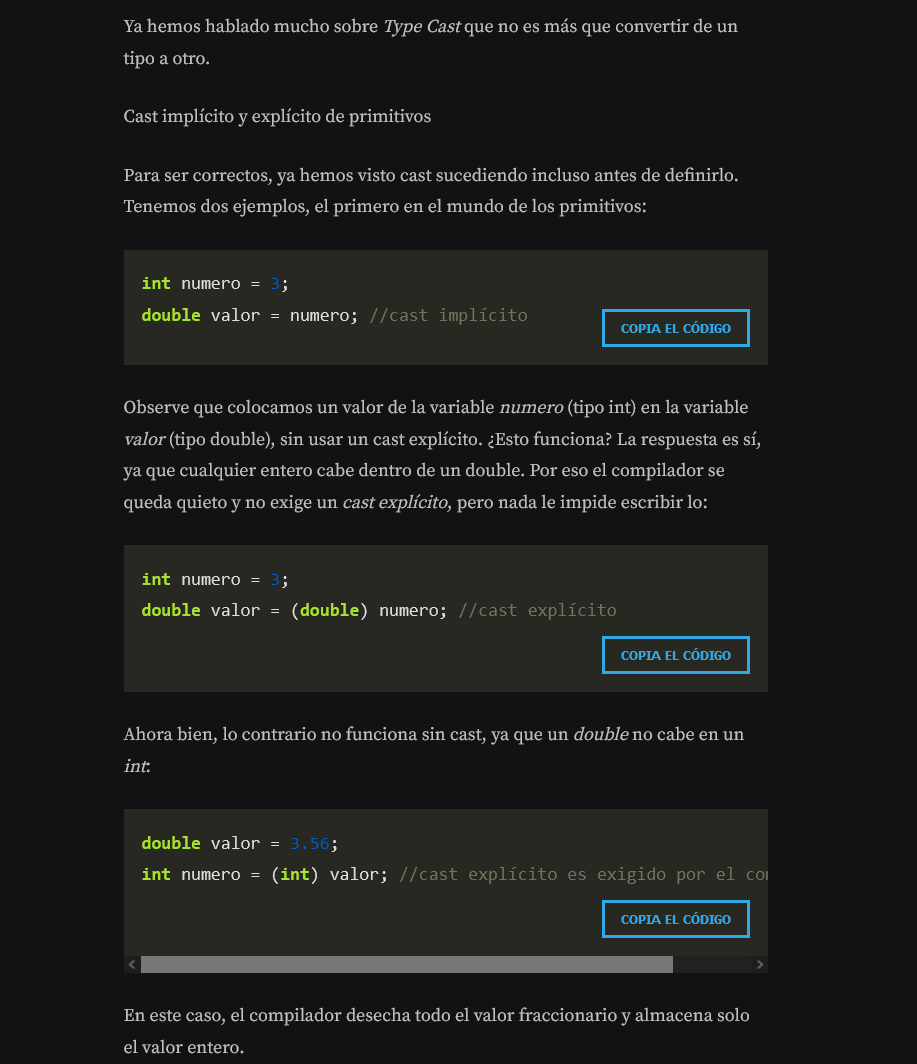 Ya hemos hablado mucho sobre Type Cast que no es más que convertir de un
tipo a otro.
Cast implícito y explícito de primitivos
Para ser correctos, ya hemos visto cast sucediendo incluso antes de definirlo.
Tenemos dos ejemplos, el primero en el mundo de los primitivos:
int numero = 3;
double valor = numero; //cast implícito
COPIA EL CÓDIGO
Observe que colocamos un valor de la variable numero (tipo int) en la variable
valor (tipo double), sin usar un cast explícito. ¿Esto funciona? La respuesta es sí,
ya que cualquier entero cabe dentro de un double. Por eso el compilador se
queda quieto y no exige un cast explícito, pero nada le impide escribir lo:
int numero = 3;
double valor = (double) numero; //cast explícito
COPIA EL CÓDIGO
Ahora bien, lo contrario no funciona sin cast, ya que un double no cabe en un
int:
double valor = 3.56;
int numero = (int) valor; //cast explícito es exigido por el
COPIA EL CÓDIGO
En este caso, el compilador desecha todo el valor fraccionario y almacena solo
el valor entero.